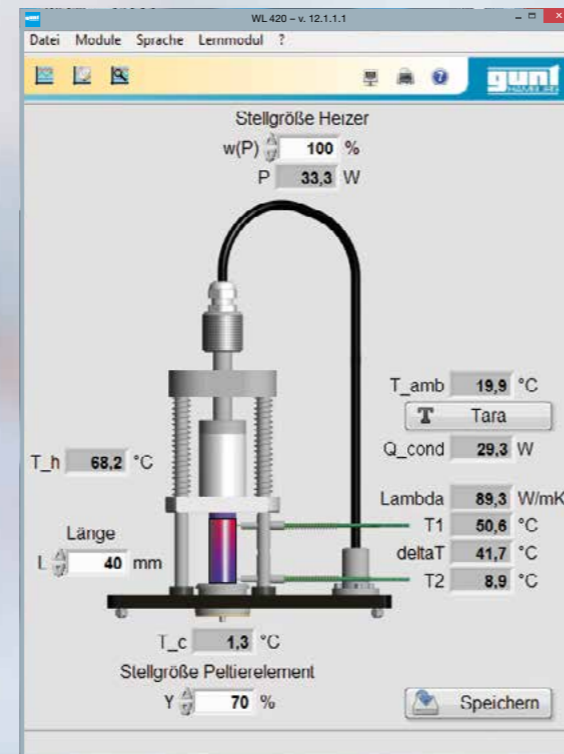 WL 420 – v. 12.1.1.1
Datei Module Sprache Lernmodul ?
gunt
HAMBURG
Stellgröße Heizer
w(P) 100 %
P 33,3 W
T_amb 19,9 °C
T Tara
Q_cond 29,3 W
T_h 68,2 °C
Lambda 89,3 W/mK
T1 50,6 °C
Länge
deltaT 41,7 °C
L 40 mm
T2 8,9 °C
T_c 1,3 °C
Stellgröße Peltierelement
Y 70 %
Speichern